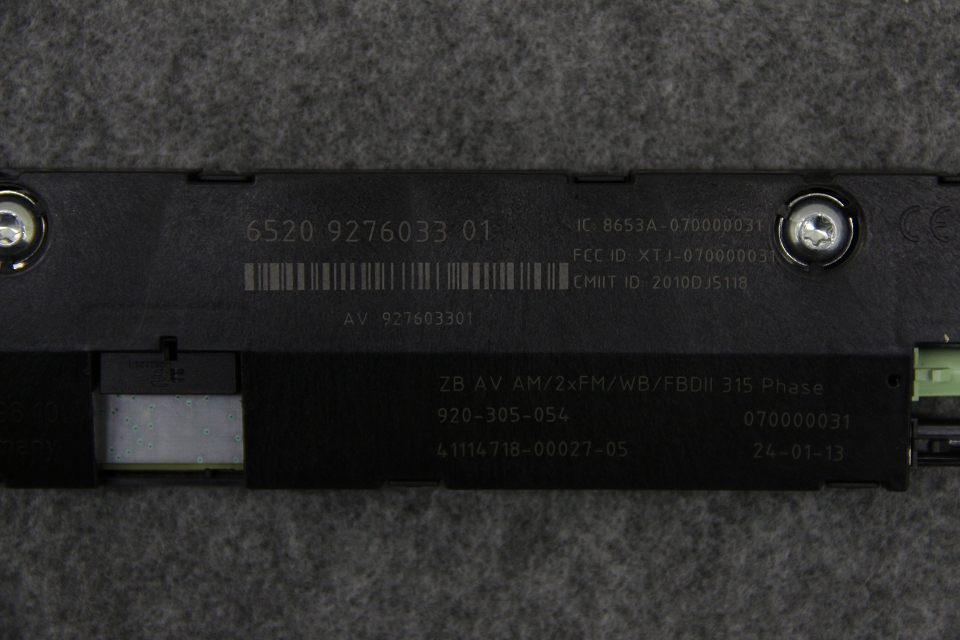 6520 9276033 01
AV 927603301
IC: 8653A-070000031
FCC ID: XTJ-070000031
CMIIT ID: 2010DJ5118
CE
ZB AV AM/2xFM/WB/FBDII 315 Phase
920-305-054 070000031
41114718-00027-05 24-01-13